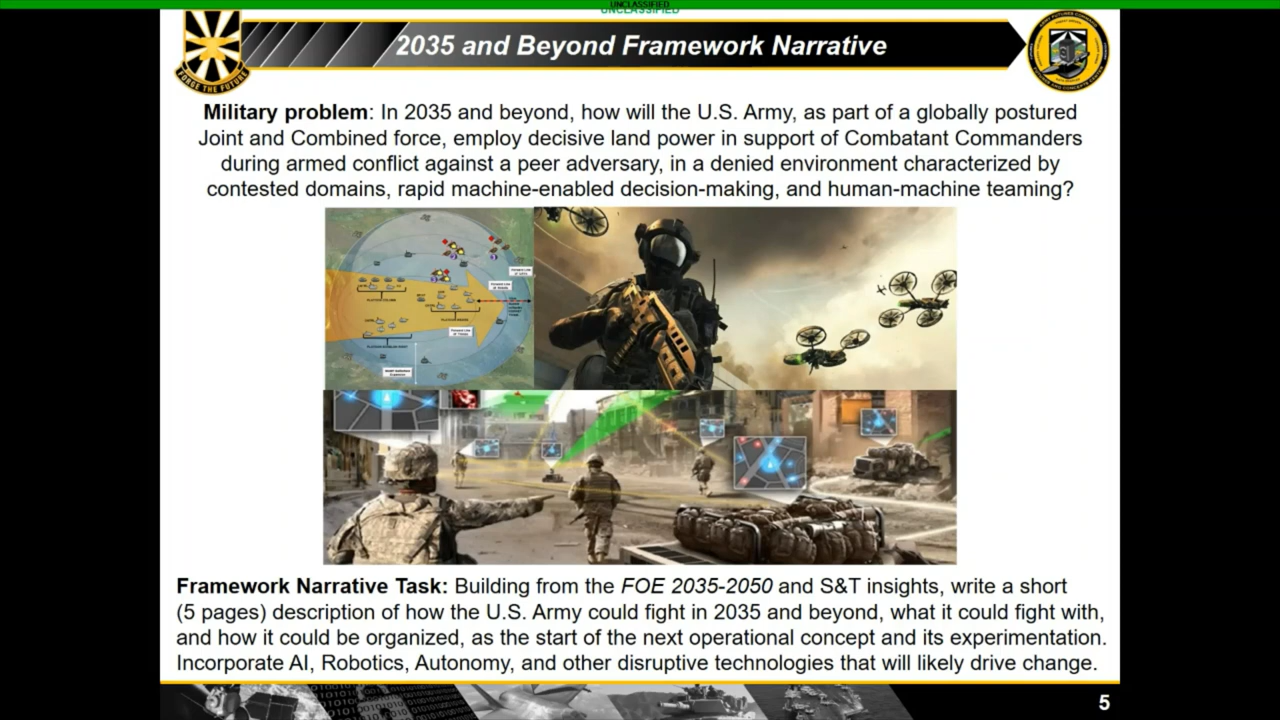 UNCLASSIFIED
UNCLASSIFIED
2035 and Beyond Framework Narrative
FORGE THE FUTURE
Military problem: In 2035 and beyond, how will the U.S. Army, as part of a globally postured
Joint and Combined force, employ decisive land power in support of Combatant Commanders
during armed conflict against a peer adversary, in a denied environment characterized by
contested domains, rapid machine-enabled decision-making, and human-machine teaming?
Framework Narrative Task: Building from the FOE 2035-2050 and S&T insights, write a short
(5 pages) description of how the U.S. Army could fight in 2035 and beyond, what it could fight with,
and how it could be organized, as the start of the next operational concept and its experimentation.
Incorporate AI, Robotics, Autonomy, and other disruptive technologies that will likely drive change.
5